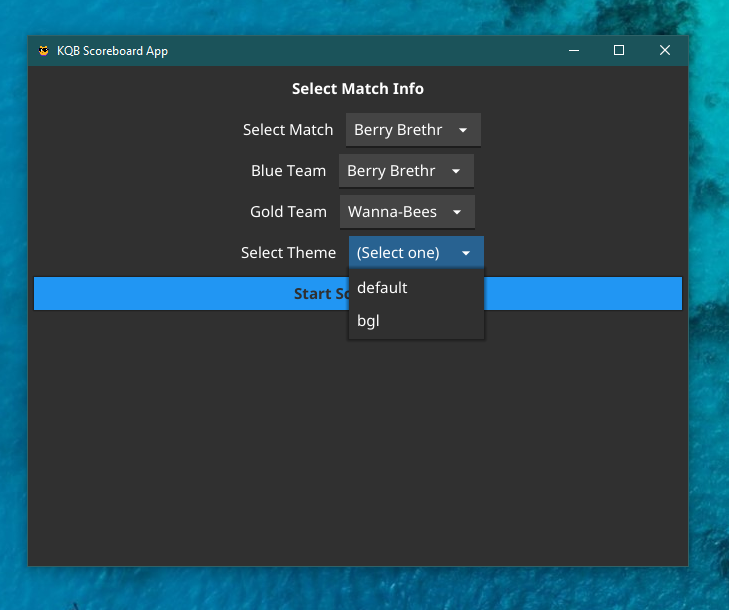 KQB Scoreboard App
Select Match Info
Select Match Berry Brethr
Blue Team Berry Brethr
Gold Team Wanna-Bees
Select Theme (Select one)
default
Start
bgl